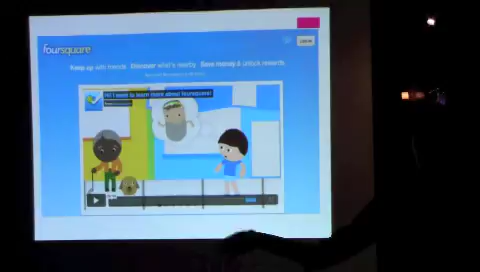 foursquare
Keep up with friends Discover what's nearby Save money & unlock rewards
Hi! I want to learn more about foursquare!